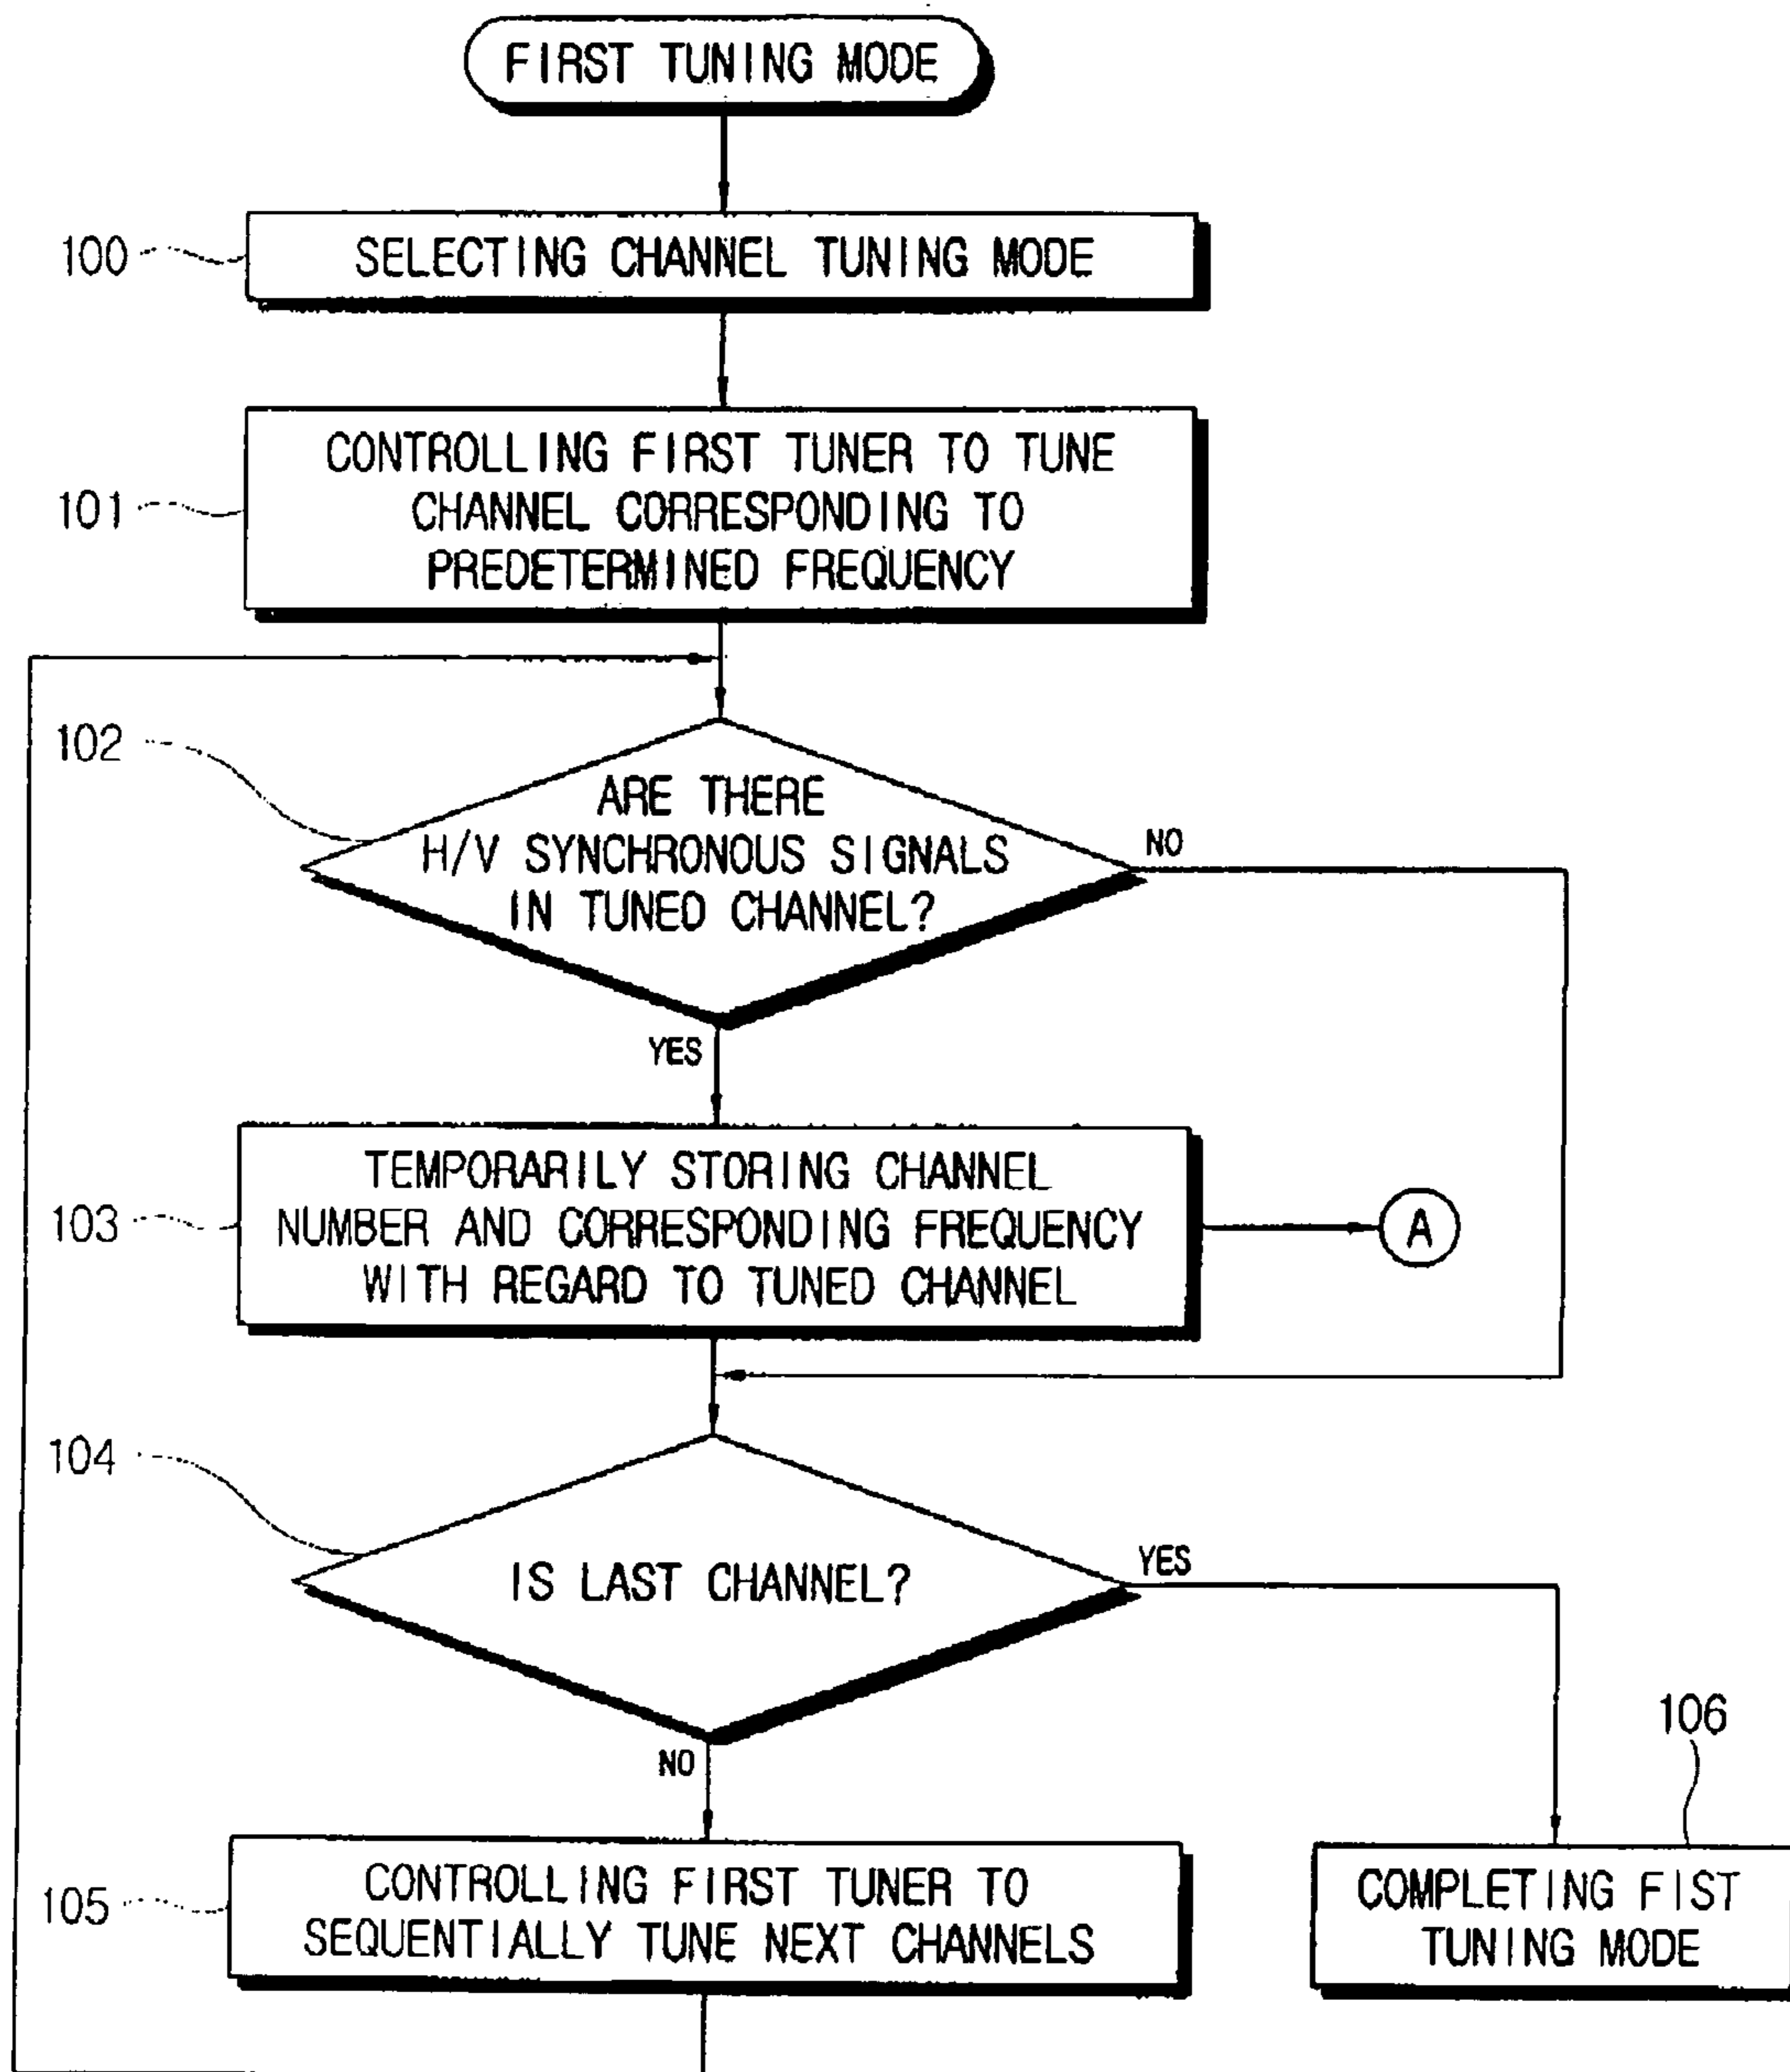 FIRST TUNING MODE
100
SELECTING CHANNEL TUNING MODE
101
CONTROLLING FIRST TUNER TO TUNE
CHANNEL CORRESPONDING TO
PREDETERMINED FREQUENCY
102
ARE THERE
H/V SYNCHRONOUS SIGNALS
IN TUNED CHANNEL?
NO
YES
103
TEMPORARILY STORING CHANNEL
NUMBER AND CORRESPONDING FREQUENCY
WITH REGARD TO TUNED CHANNEL
A
104
IS LAST CHANNEL?
YES
NO
105
CONTROLLING FIRST TUNER TO
SEQUENTIALLY TUNE NEXT CHANNELS
106
COMPLETING FIST
TUNING MODE